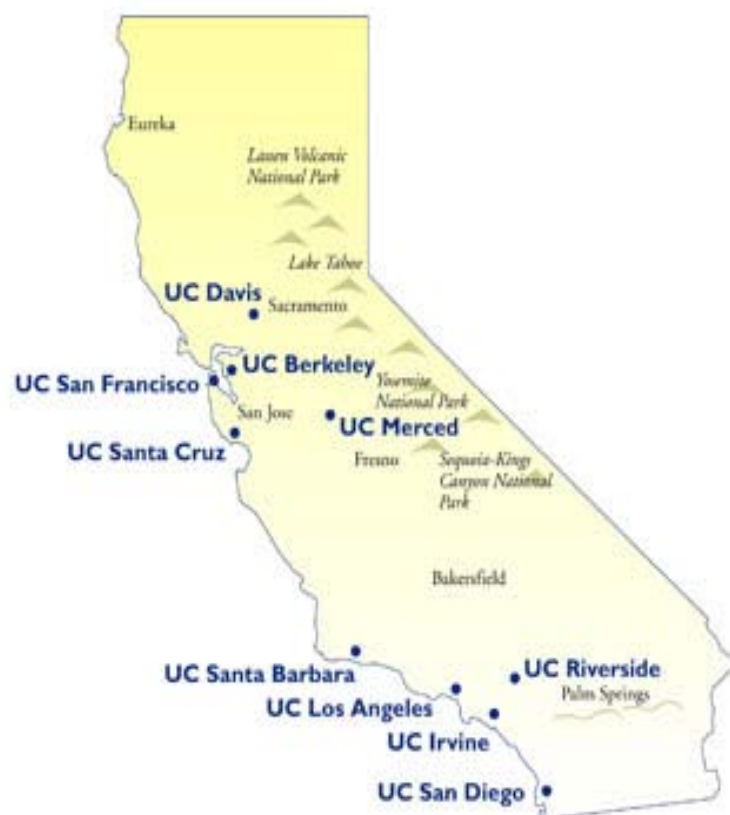 Eureka
Lassen Volcanic
National Park
Lake Tahoe
UC Davis
Sacramento
UC Berkeley
UC San Francisco
Yosemite
National Park
San Jose
UC Merced
UC Santa Cruz
Fresno
Sequoia-Kings
Canyon National
Park
Bakersfield
UC Santa Barbara
UC Riverside
Palm Springs
UC Los Angeles
UC Irvine
UC San Diego